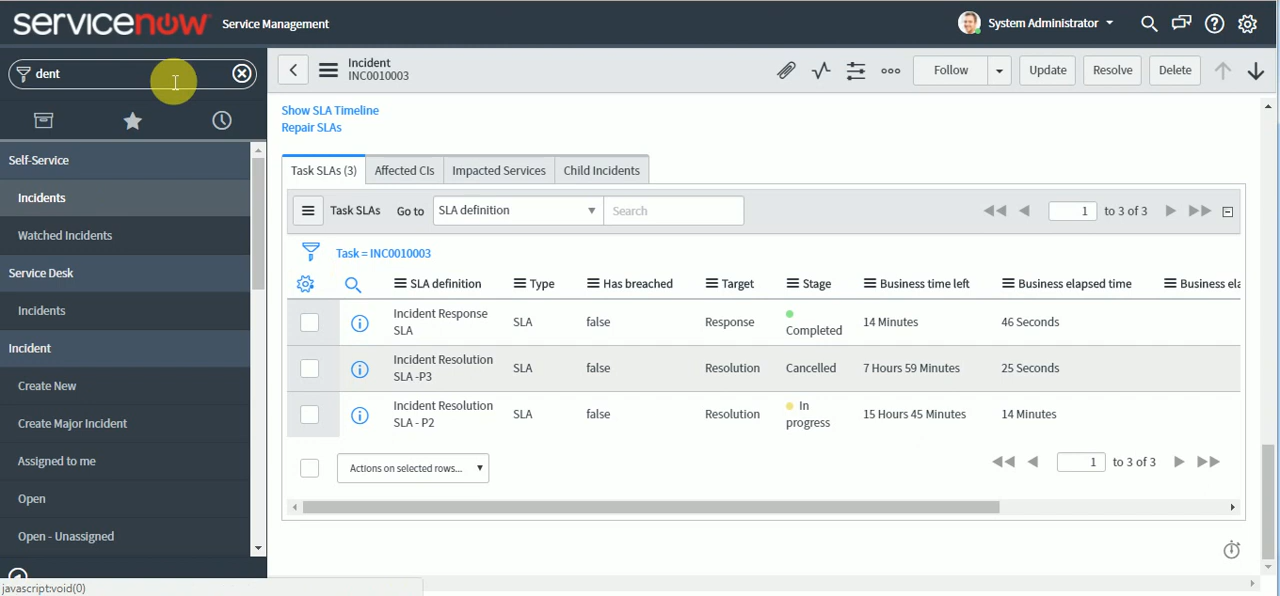 servicenow Service Management
System Administrator
dent
Self-Service
Incidents
Watched Incidents
Service Desk
Incidents
Incident
Create New
Create Major Incident
Assigned to me
Open
Open - Unassigned
javascript:void(0)
Incident
INC0010003
Follow Update Resolve Delete
Show SLA Timeline
Repair SLAs
Task SLAs (3) Affected CIs Impacted Services Child Incidents
Task SLAs Go to SLA definition Search 1 to 3 of 3
Task = INC0010003
SLA definition Type Has breached Target Stage Business time left Business elapsed time Business ela
Incident Response
SLA SLA false Response Completed 14 Minutes 46 Seconds
Incident Resolution
SLA -P3 SLA false Resolution Cancelled 7 Hours 59 Minutes 25 Seconds
Incident Resolution
SLA - P2 SLA false Resolution In
progress 15 Hours 45 Minutes 14 Minutes
Actions on selected rows... 1 to 3 of 3